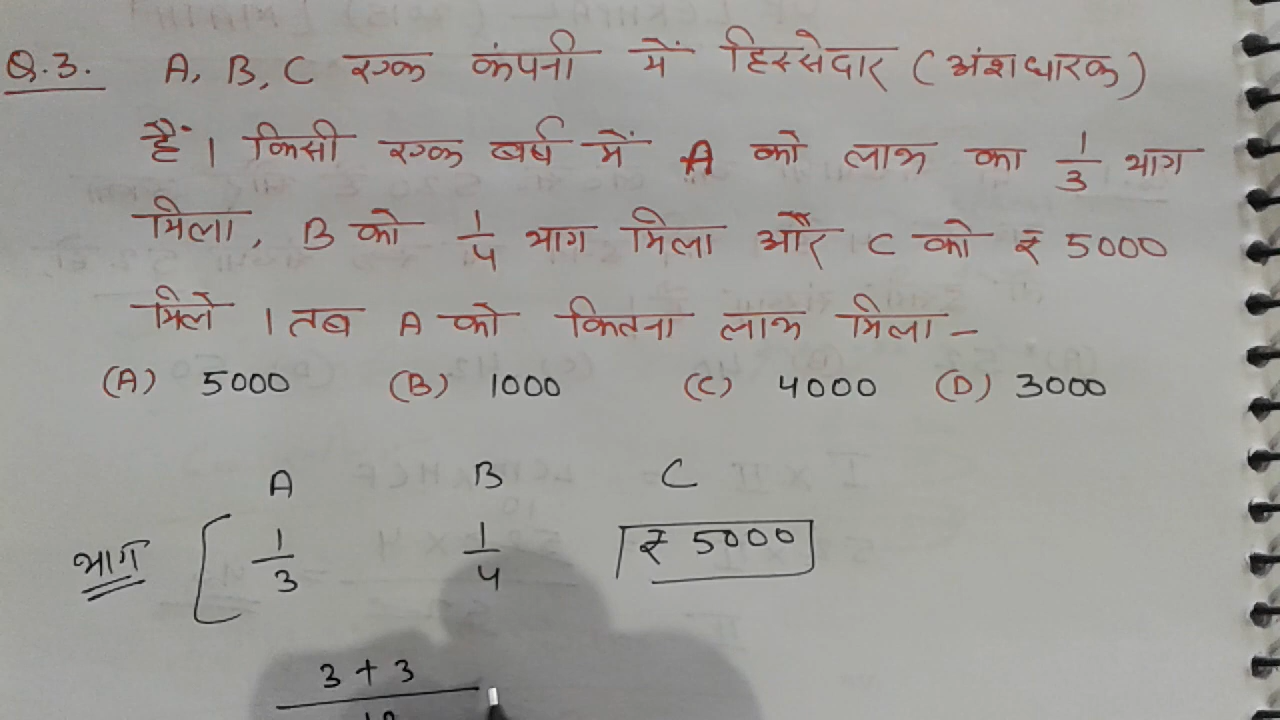 Q.3. A, B, C एक कंपनी में हिस्सेदार (अंशधारक)
हैं। किसी एक बर्ष में A को लाभ का 1/3 भाग
मिला, B को 1/4 भाग मिला और C को ₹ 5000
मिले । तब A को कितना लाभ मिला -
(A) 5000 (B) 1000 (C) 4000 (D) 3000
A B C
भाग [ 1/3 1/4 ₹ 5000
3 + 3